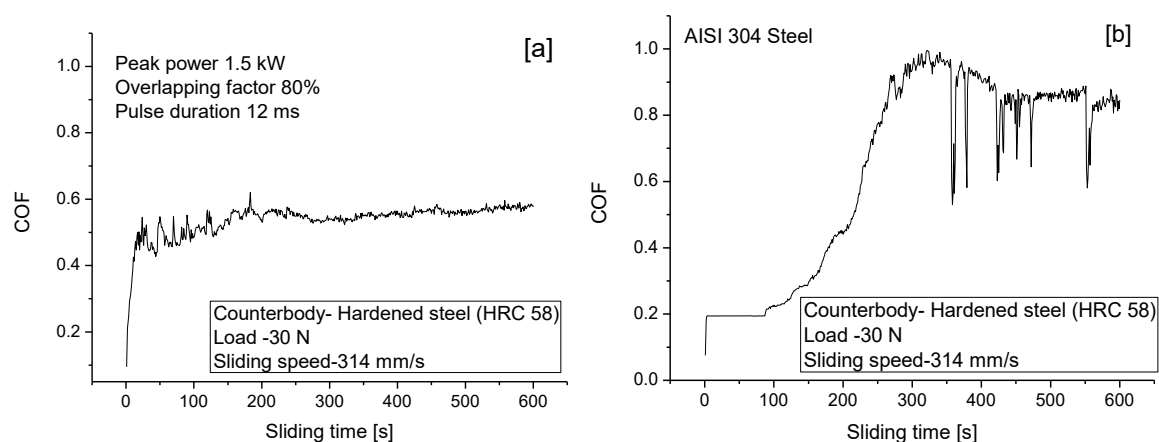 [a]
Peak power 1.5 kW
Overlapping factor 80%
Pulse duration 12 ms
1.0
0.8
0.6
0.4
0.2
COF
Counterbody- Hardened steel (HRC 58)
Load -30 N
Sliding speed-314 mm/s
0 100 200 300 400 500 600
Sliding time [s]
AISI 304 Steel
[b]
1.0
0.8
0.6
0.4
0.2
0.0
COF
Counterbody- Hardened steel (HRC 58)
Load -30 N
Sliding speed-314 mm/s
0 100 200 300 400 500 600
Sliding time [s]